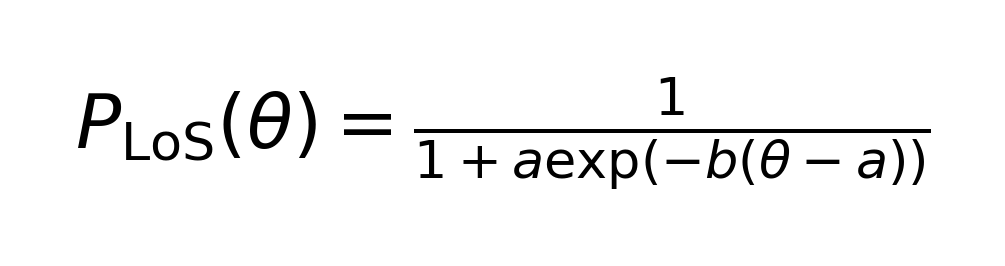 P_LoS(θ) = 1 / (1 + a exp(−b(θ − a)))